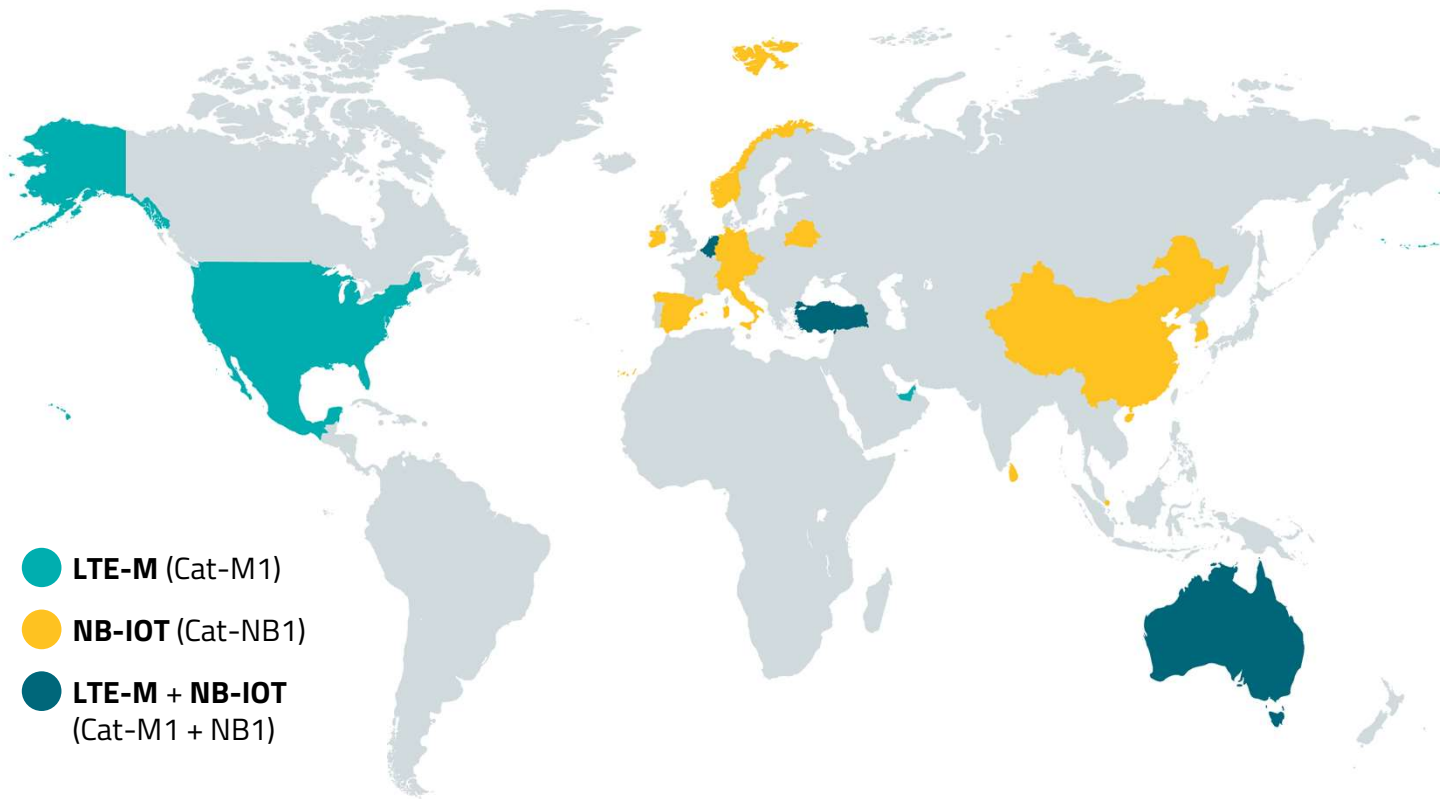 LTE-M (Cat-M1)
NB-IOT (Cat-NB1)
LTE-M + NB-IOT
(Cat-M1 + NB1)